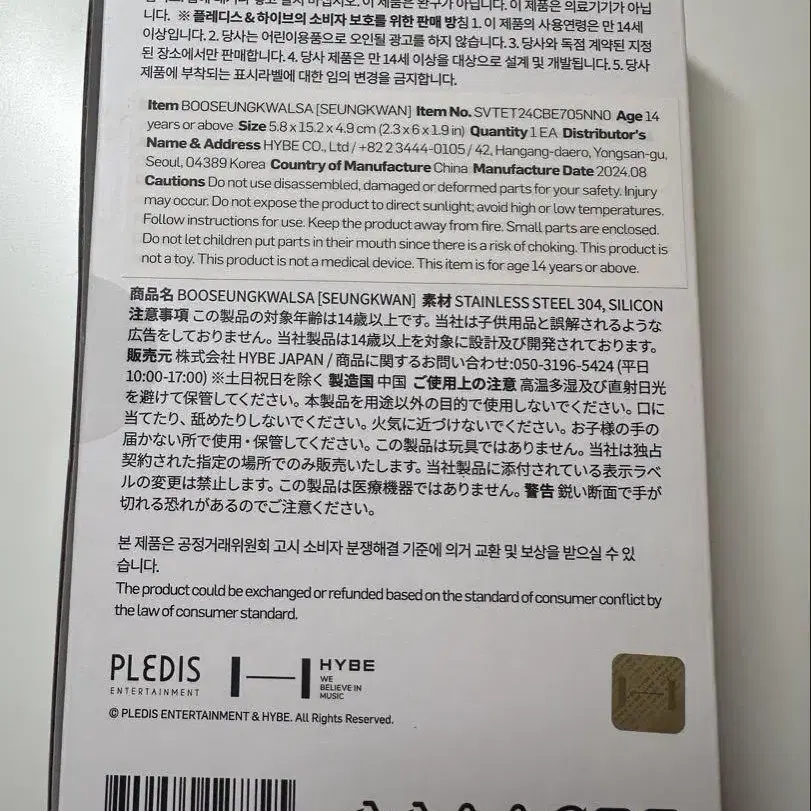 니다. ※ 플레디스 & 하이브의 소비자 보호를 위한 판매 방침 1. 이 제품의 사용연령은 만 14세
이상입니다. 2. 당사는 어린이용품으로 오인될 광고를 하지 않습니다. 3. 당사와 독점 계약된 지정
된 장소에서만 판매합니다. 4. 당사 제품은 만 14세 이상을 대상으로 설계 및 개발됩니다. 5. 당사
제품에 부착되는 표시라벨에 대한 임의 변경을 금지합니다.
Item BOOSEUNGKWALSA [SEUNGKWAN] Item No. SVTET24CBE705NN0 Age 14
years or above Size 5.8 x 15.2 x 4.9 cm (2.3 x 6 x 1.9 in) Quantity 1 EA Distributor's
Name & Address HYBE CO., Ltd / +82 2 3444-0105 / 42, Hangang-daero, Yongsan-gu,
Seoul, 04389 Korea Country of Manufacture China Manufacture Date 2024.08
Cautions Do not use disassembled, damaged or deformed parts for your safety. Injury
may occur. Do not expose the product to direct sunlight; avoid high or low temperatures.
Follow instructions for use. Keep the product away from fire. Small parts are enclosed.
Do not let children put parts in their mouth since there is a risk of choking. This product is
not a toy. This product is not a medical device. This item is for age 14 years or above.
商品名 BOOSEUNGKWALSA [SEUNGKWAN] 素材 STAINLESS STEEL 304, SILICON
注意事項 この製品の対象年齢は14歳以上です。当社は子供用品と誤解されるような
広告をしておりません。当社製品は14歳以上を対象に設計及び開発されております。
販売元 株式会社 HYBE JAPAN / 商品に関するお問い合わせ:050-3196-5424 (平日
10:00-17:00) ※土日祝日を除く 製造国 中国 ご使用上の注意 高温多湿及び直射日光
を避けて保管してください。本製品を用途以外の目的で使用しないでください。口に
当てたり、舐めたりしないでください。火気に近づけないでください。お子様の手の
届かない所で使用・保管してください。この製品は玩具ではありません。当社は独占
契約された指定の場所でのみ販売いたします。当社製品に添付されている表示ラベ
ルの変更は禁止します。この製品は医療機器ではありません。警告 鋭い断面で手が
切れる恐れがあるのでご注意ください。
본 제품은 공정거래위원회 고시 소비자 분쟁해결 기준에 의거 교환 및 보상을 받으실 수 있
습니다.
The product could be exchanged or refunded based on the standard of consumer conflict by
the law of consumer standard.
PLEDIS
ENTERTAINMENT
HYBE
WE
BELIEVE IN
MUSIC
© PLEDIS ENTERTAINMENT & HYBE. All Rights Reserved.